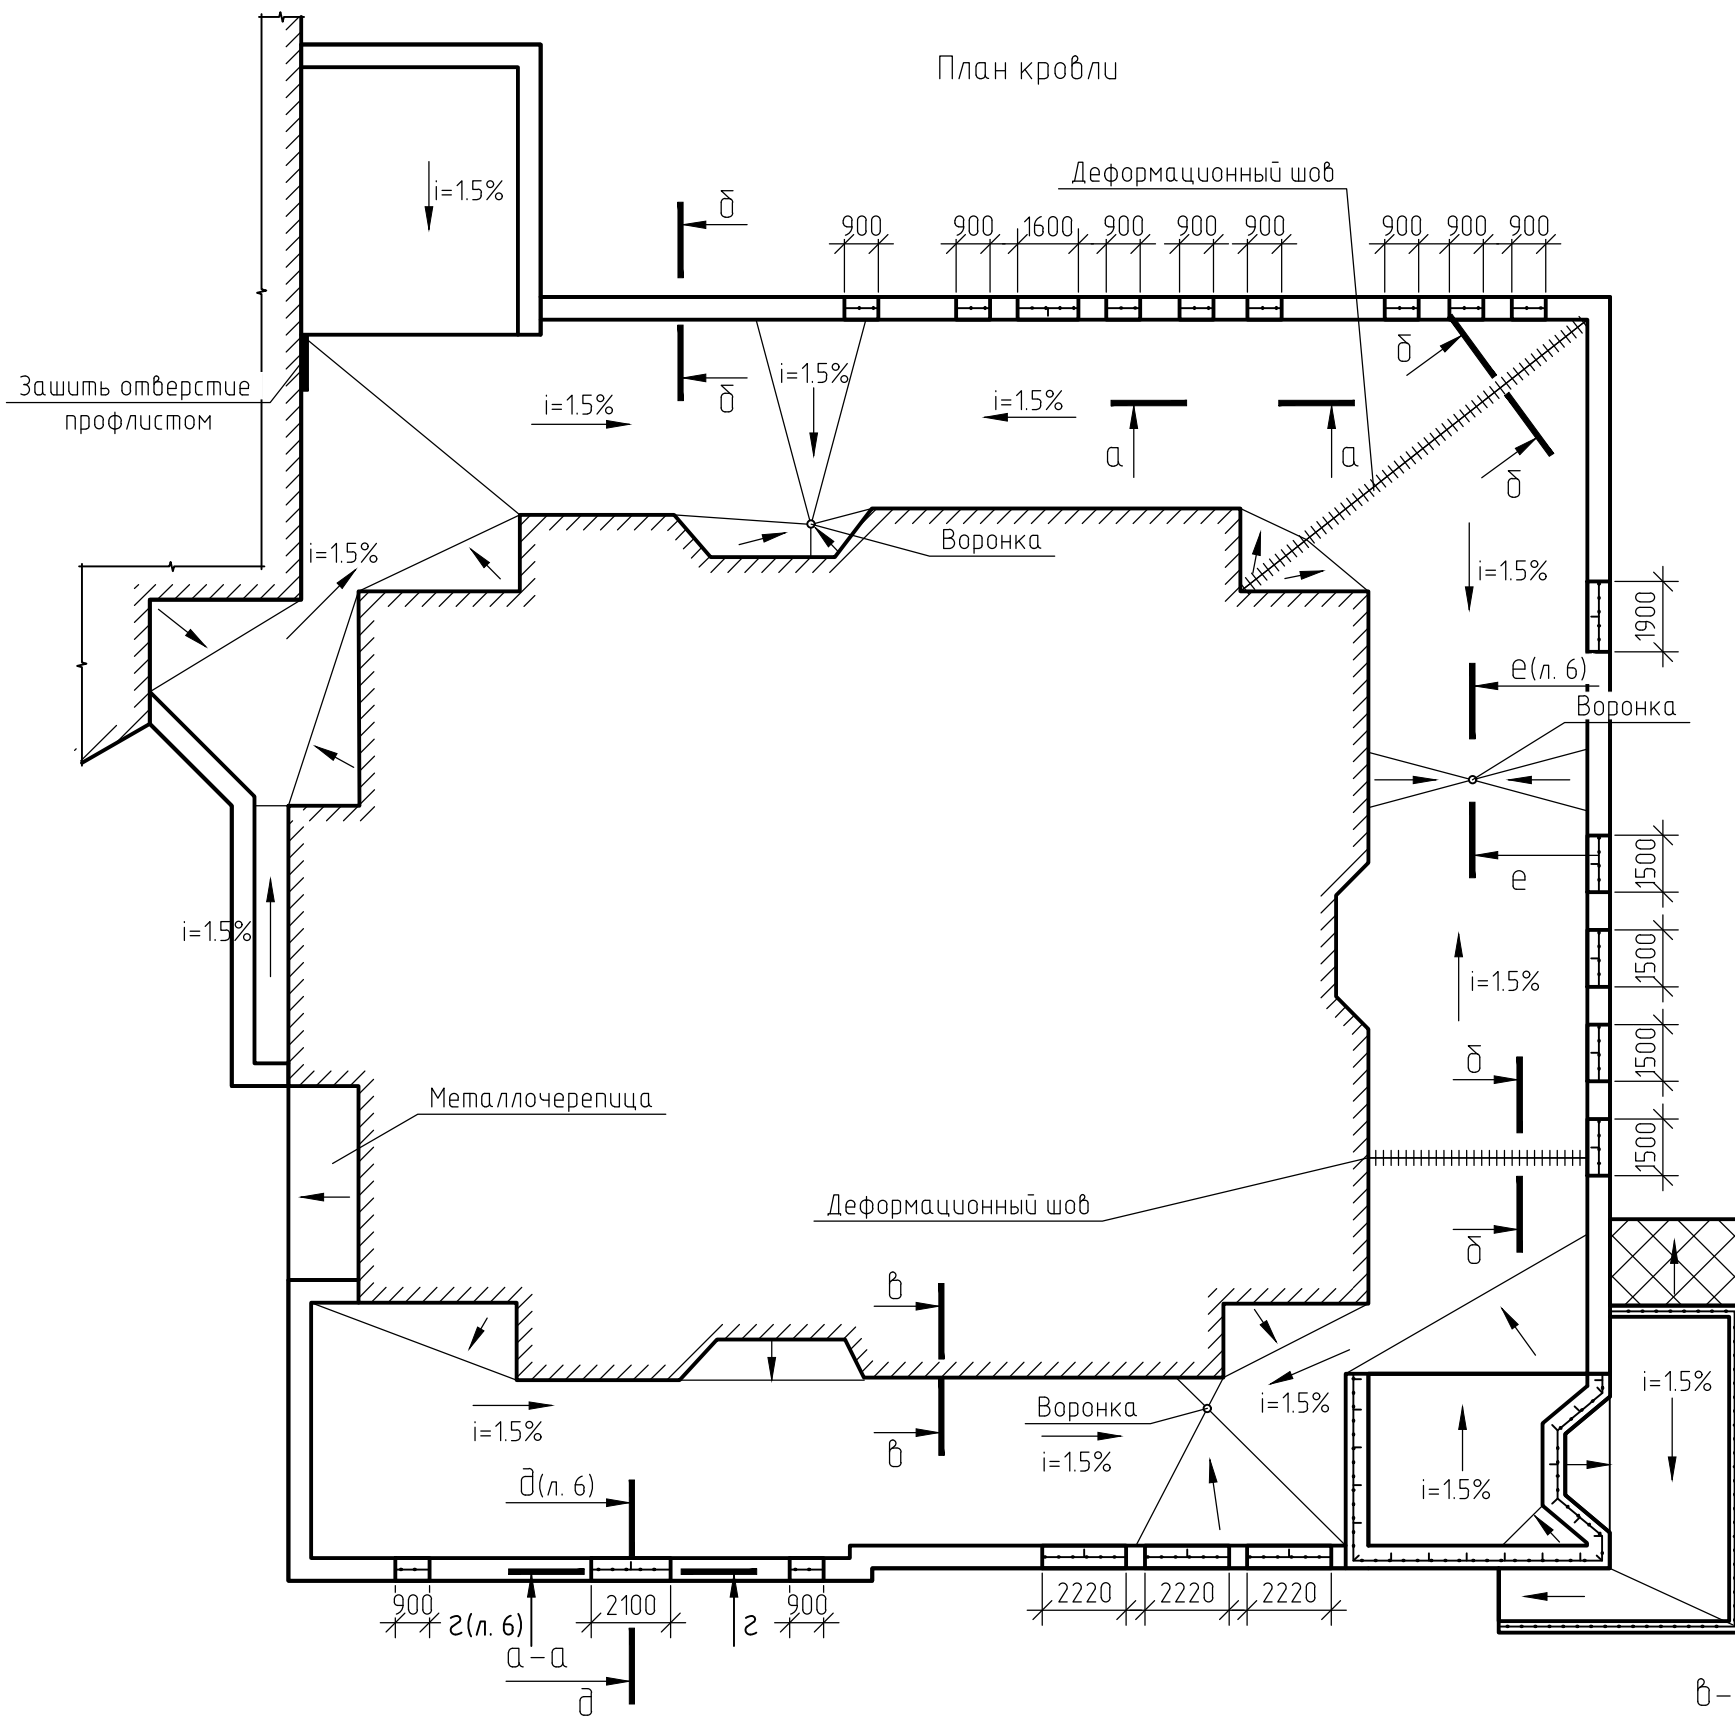 План кровли
Деформационный шов
i=1.5%
б
900
900
1600
900
900
900
900
900
900
б
Зашить отверстие
профлистом
i=1.5%
б
i=1.5%
i=1.5%
а
а
б
i=1.5%
Воронка
i=1.5%
1900
е(л. 6)
Воронка
1500
е
i=1.5%
1500
i=1.5%
1500
б
Металлочерепица
1500
Деформационный шов
б
в
i=1.5%
i=1.5%
Воронка
i=1.5%
в
i=1.5%
д(л. 6)
i=1.5%
900
2100
900
2220
2220
2220
г(л. 6)
г
а-а
д
в-